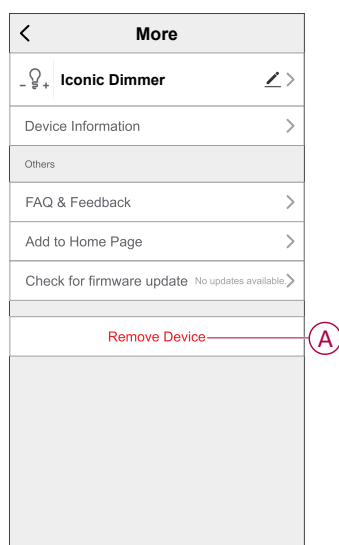 More
Iconic Dimmer
Device Information
Others
FAQ & Feedback
Add to Home Page
Check for firmware update No updates available.
Remove Device
A